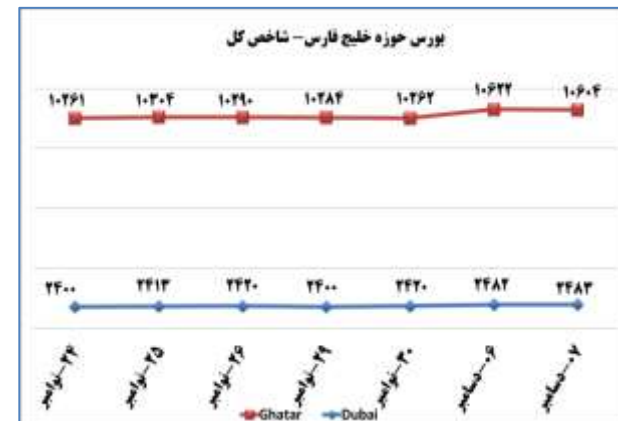 بورس حوزه خلیج فارس- شاخص کل
۱۰۲۶۱ ۱۰۳۰۴ ۱۰۲۹۰ ۱۰۲۸۴ ۱۰۲۶۲ ۱۰۶۲۲ ۱۰۶۰۴
۲۴۰۰ ۲۴۱۳ ۲۴۲۰ ۲۴۰۰ ۲۴۲۰ ۲۴۸۲ ۲۴۸۳
۲۴-نوامبر ۲۵-نوامبر ۲۶-نوامبر ۲۹-نوامبر ۳۰-نوامبر ۰۶-دسامبر ۰۷-دسامبر
Ghatar Dubai